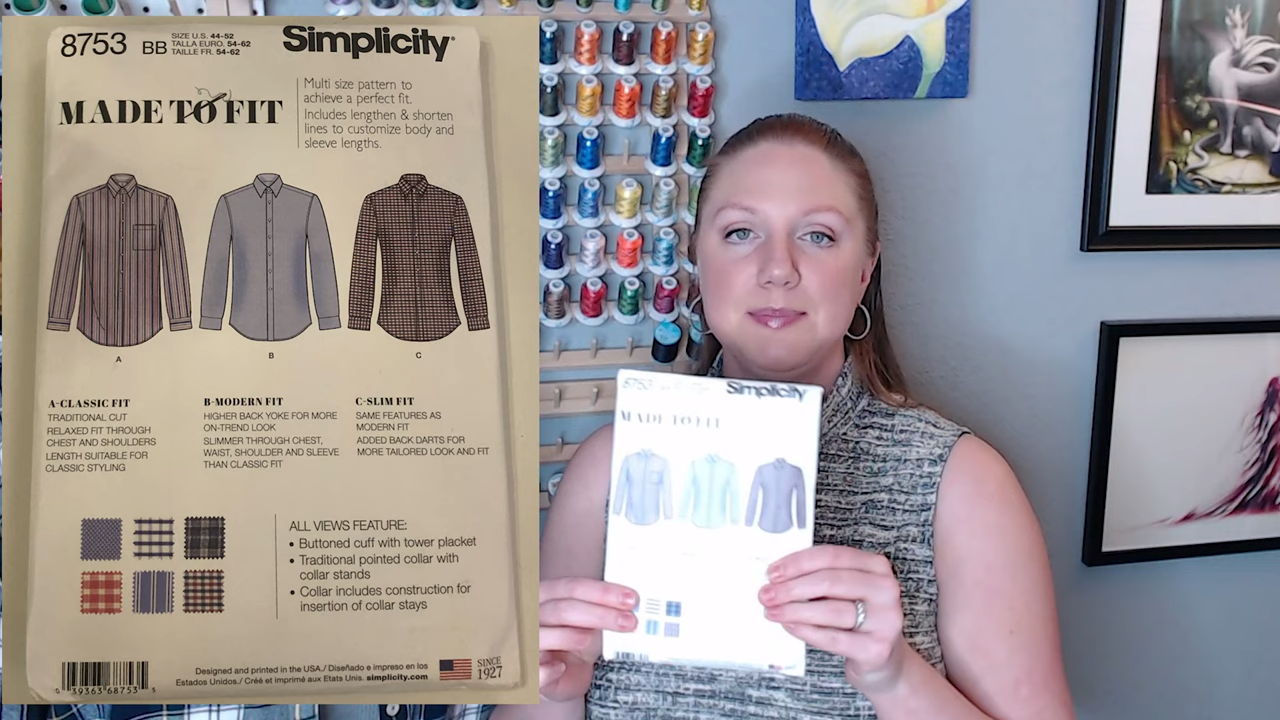 8753 BB
SIZE U.S. 44-52
TALLA EURO. 54-62
TAILLE FR. 54-62
Simplicity
MADE TO FIT
Multi size pattern to
achieve a perfect fit.
Includes lengthen & shorten
lines to customize body and
sleeve lengths.
A
B
C
A-CLASSIC FIT
TRADITIONAL CUT
RELAXED FIT THROUGH
CHEST AND SHOULDERS
LENGTH SUITABLE FOR
CLASSIC STYLING
B-MODERN FIT
HIGHER BACK YOKE FOR MORE
ON-TREND LOOK
SLIMMER THROUGH CHEST,
WAIST, SHOULDER AND SLEEVE
THAN CLASSIC FIT
C-SLIM FIT
SAME FEATURES AS
MODERN FIT
ADDED BACK DARTS FOR
MORE TAILORED LOOK AND FIT
ALL VIEWS FEATURE:
• Buttoned cuff with tower placket
• Traditional pointed collar with
collar stands
• Collar includes construction for
insertion of collar stays
0 39363 68753 3
Designed and printed in the USA./ Diseñado e impreso en los
Estados Unidos./ Créé et imprimé aux Etats Unis. simplicity.com
SINCE
1927
8753
Simplicity
MADE TO FIT